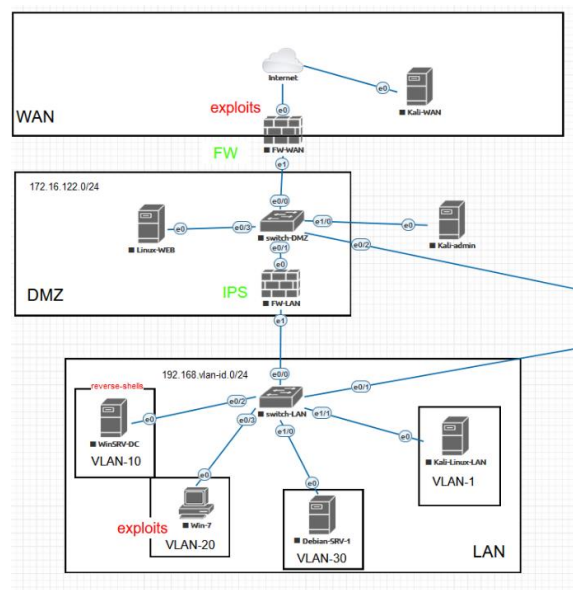 Internet
e0
e0
exploits
■ Kali-WAN
WAN
■ FW-WAN
FW
e1
172.16.122.0/24
e0/0
e1/0
e0
e0
e0/3
■ Linux-WEB
■ switch-DMZ
■ Kali-admin
e0/2
e0/1
e0
IPS
DMZ
■ FW-LAN
e1
192.168.vlan-id.0/24
e0/0
reverse-shells
e0/1
e0/2
■ switch-LAN
e0
e0/3
e1/1
e1/0
■ WinSRV-DC
e0
VLAN-10
■ Kali-Linux-LAN
e0
e0
VLAN-1
exploits
■ Win-7
■ Debian-SRV-1
VLAN-20
VLAN-30
LAN